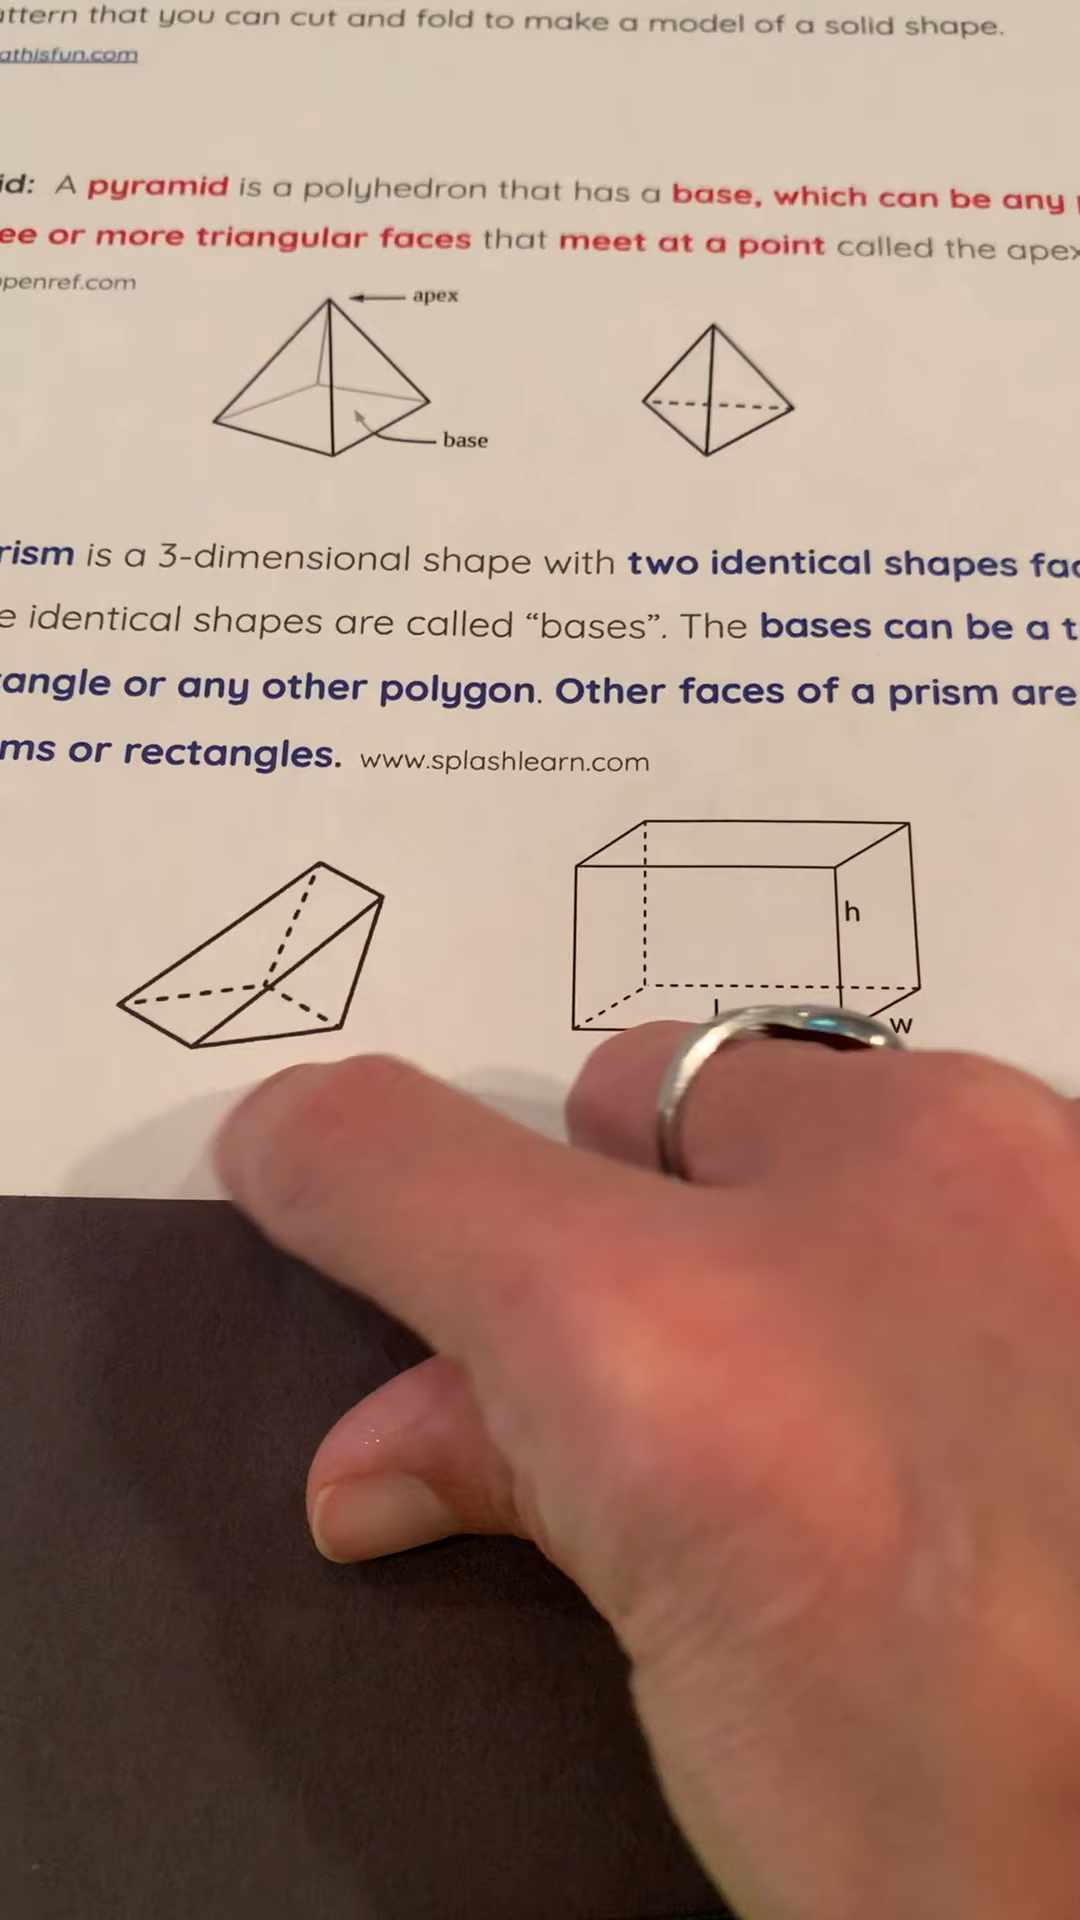 ttern that you can cut and fold to make a model of a solid shape.
athisfun.com
id: A pyramid is a polyhedron that has a base, which can be any
ee or more triangular faces that meet at a point called the apex
penref.com
apex
base
rism is a 3-dimensional shape with two identical shapes fac
e identical shapes are called “bases”. The bases can be a t
angle or any other polygon. Other faces of a prism are
ms or rectangles. www.splashlearn.com
h
w